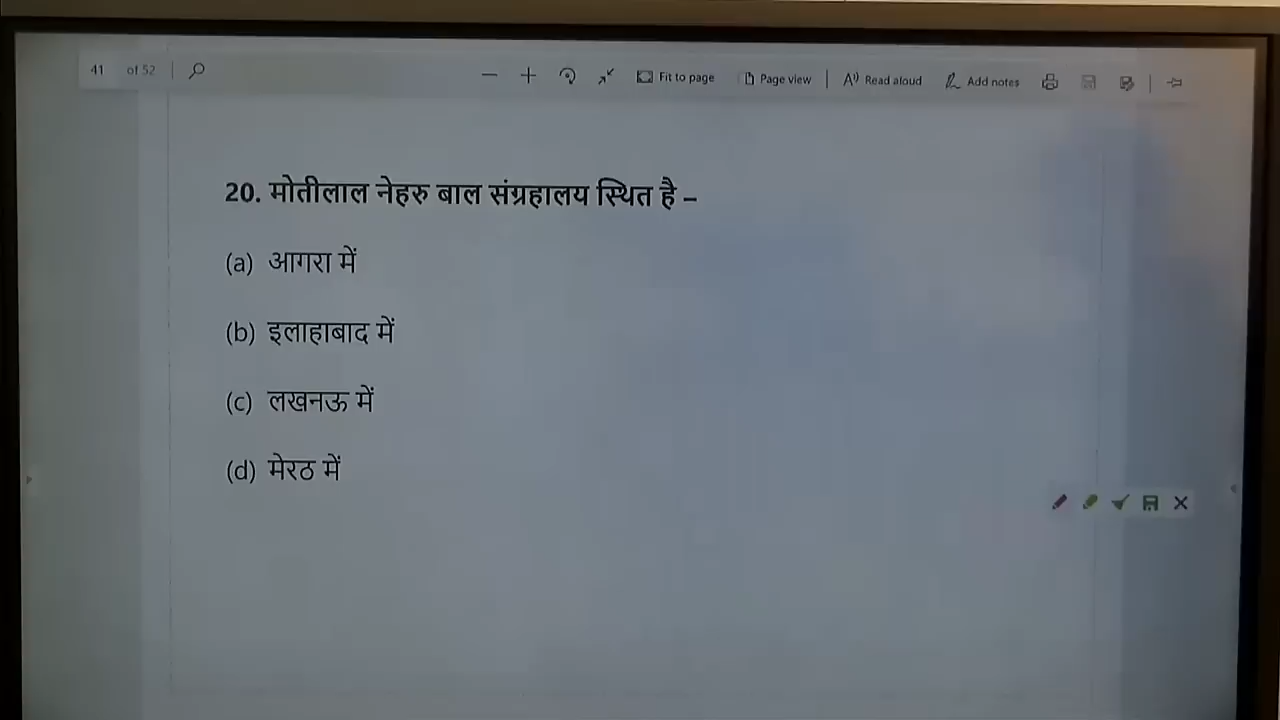 41 of 52 Fit to page Page view Read aloud Add notes
20. मोतीलाल नेहरु बाल संग्रहालय स्थित है –
(a) आगरा में
(b) इलाहाबाद में
(c) लखनऊ में
(d) मेरठ में